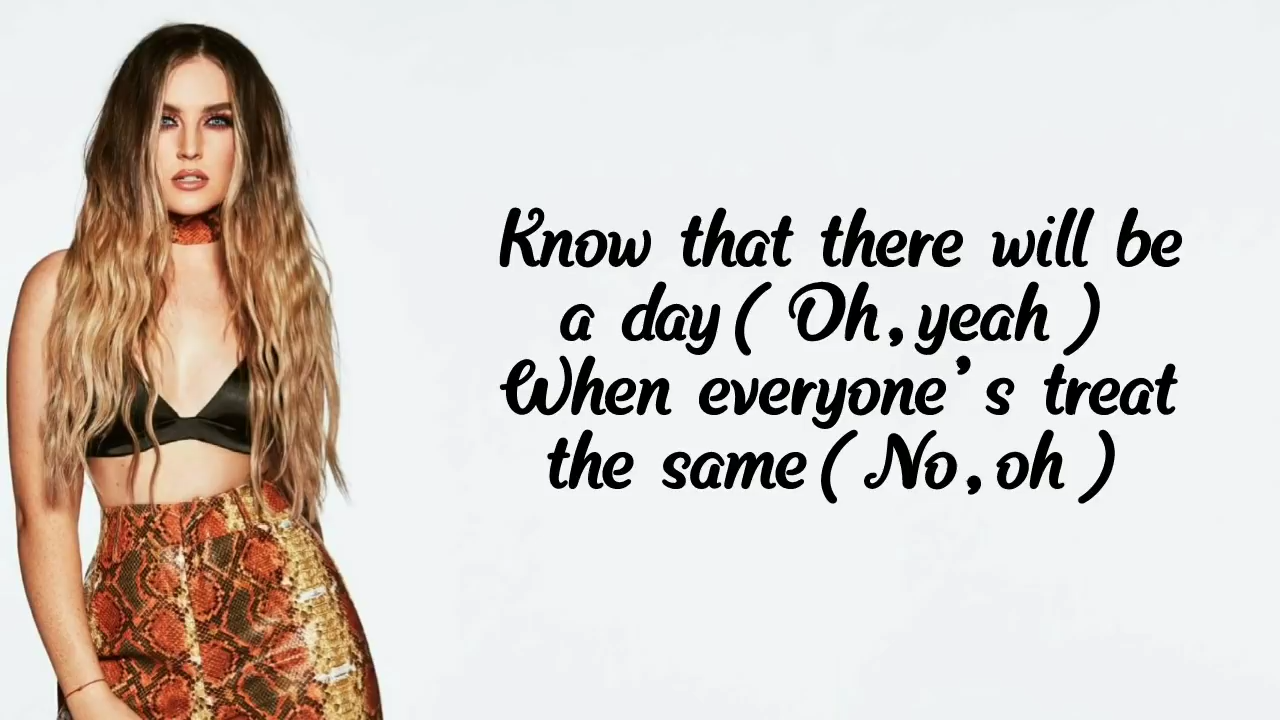 Know that there will be
a day ( Oh, yeah )
When everyone's treat
the same ( No, oh )